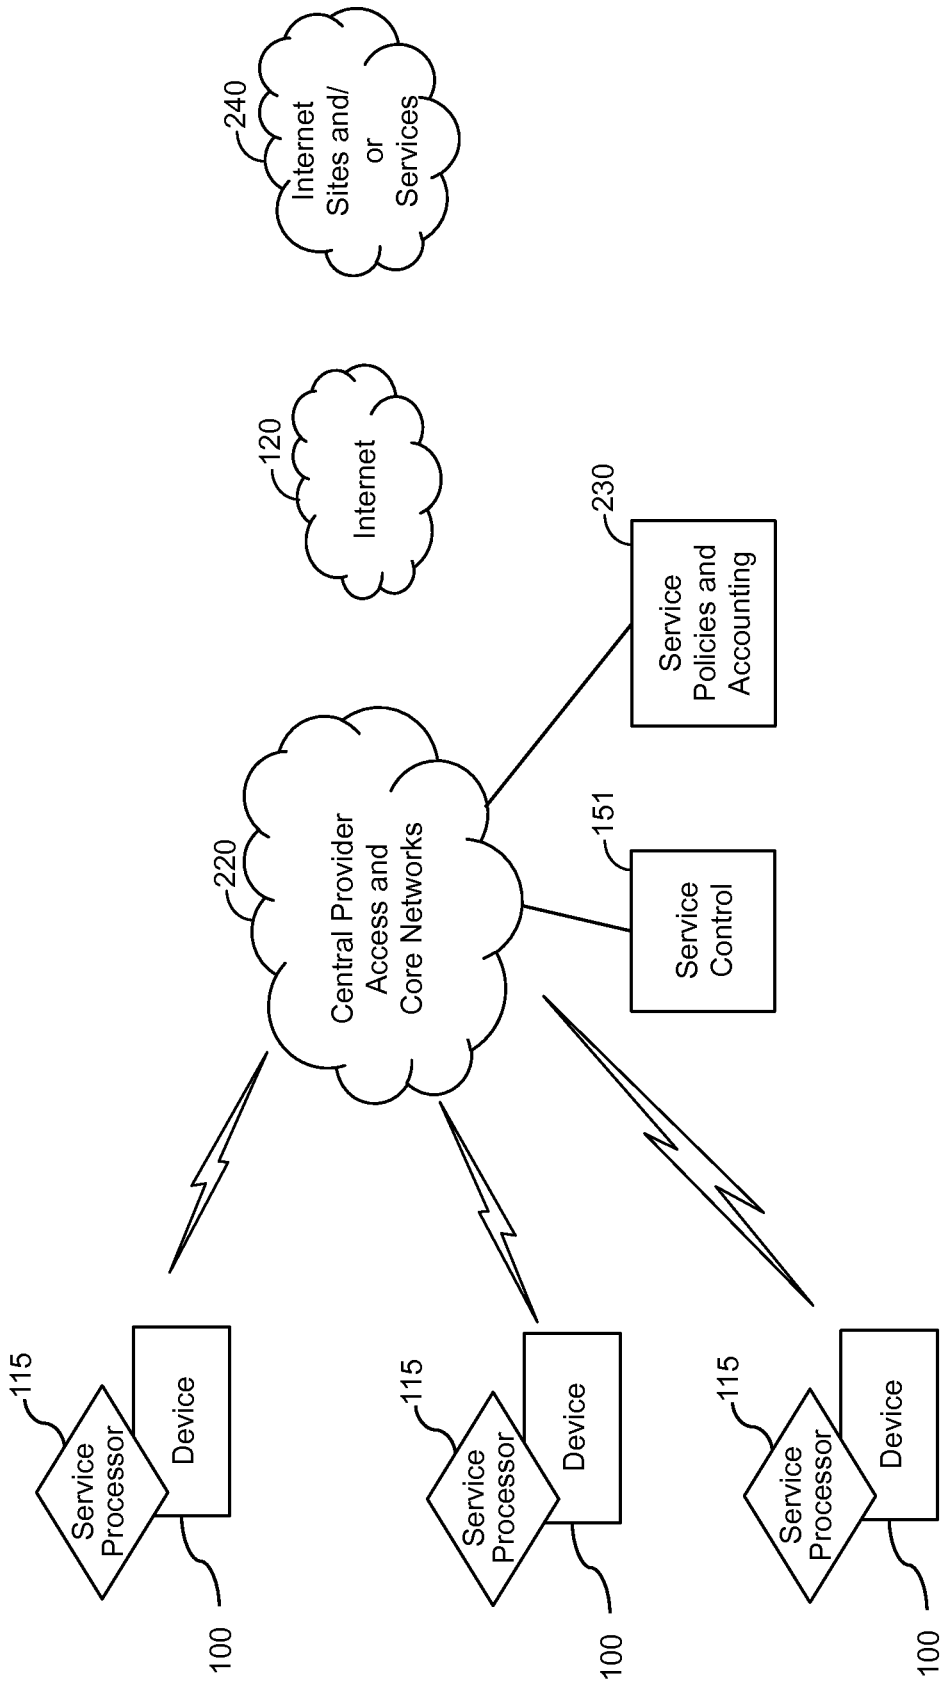 115
Service
Processor
Device
100
115
Service
Processor
Device
100
115
Service
Processor
Device
100
220
Central Provider
Access and
Core Networks
151
Service
Control
230
Service
Policies and
Accounting
120
Internet
240
Internet
Sites and/
or
Services